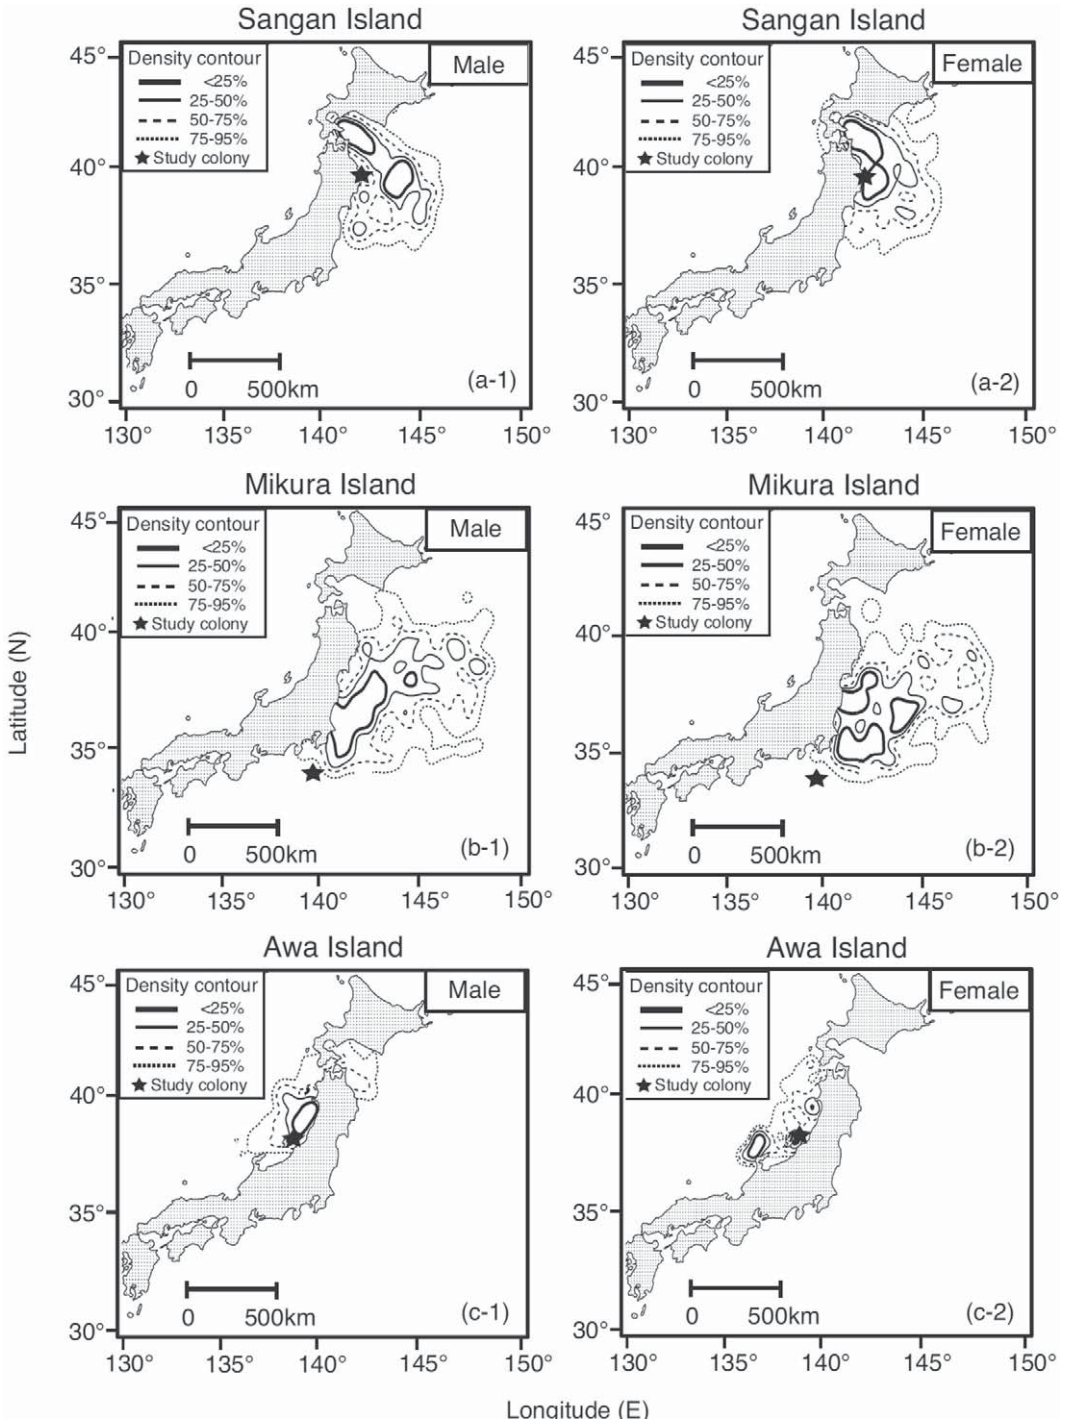 Sangan Island
Sangan Island
45°
40°
35°
30°
Density contour
<25%
25-50%
50-75%
75-95%
★ Study colony
Male
0 500km
(a-1)
130° 135° 140° 145° 150°
45°
40°
35°
30°
Density contour
<25%
25-50%
50-75%
75-95%
★ Study colony
Female
0 500km
(a-2)
130° 135° 140° 145° 150°
Mikura Island
Mikura Island
45°
40°
35°
30°
Density contour
<25%
25-50%
50-75%
75-95%
★ Study colony
Male
0 500km
(b-1)
130° 135° 140° 145° 150°
45°
40°
35°
30°
Density contour
<25%
25-50%
50-75%
75-95%
★ Study colony
Female
0 500km
(b-2)
130° 135° 140° 145° 150°
Awa Island
Awa Island
45°
40°
35°
30°
Density contour
<25%
25-50%
50-75%
75-95%
★ Study colony
Male
0 500km
(c-1)
130° 135° 140° 145° 150°
45°
40°
35°
30°
Density contour
<25%
25-50%
50-75%
75-95%
★ Study colony
Female
0 500km
(c-2)
130° 135° 140° 145° 150°
Latitude (N)
Longitude (E)